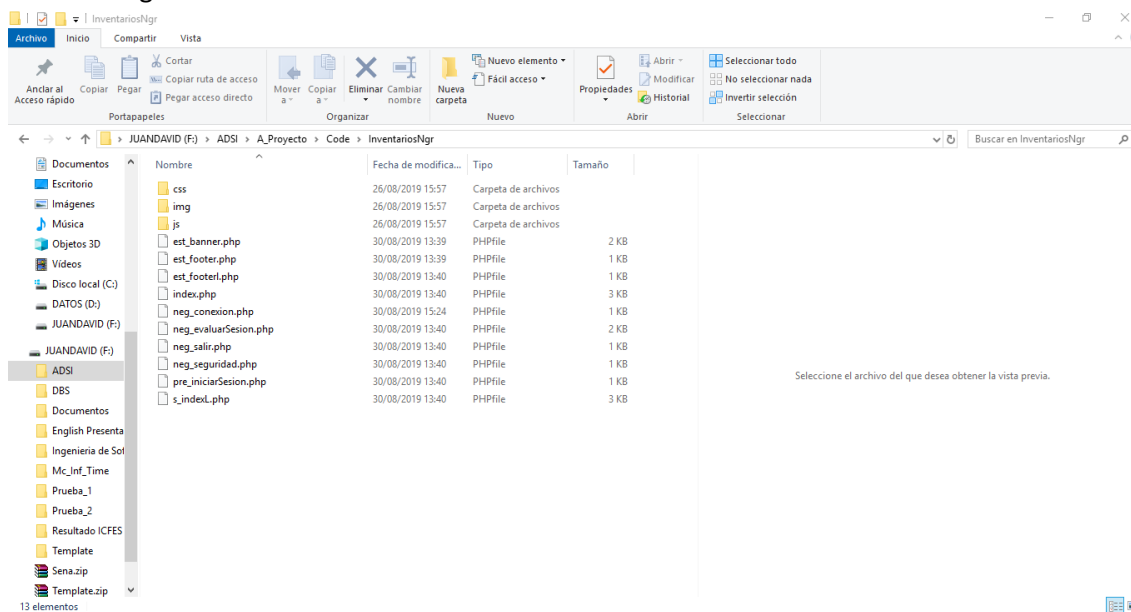 InventariosNgr
Archivo Inicio Compartir Vista
Anclar al Acceso rápido
Copiar
Pegar
Cortar
Copiar ruta de acceso
Pegar acceso directo
Portapapeles
Mover a
Copiar a
Eliminar
Cambiar nombre
Organizar
Nueva carpeta
Nuevo elemento
Fácil acceso
Nuevo
Propiedades
Abrir
Modificar
Historial
Abrir
Seleccionar todo
No seleccionar nada
Invertir selección
Seleccionar
JUANDAVID (F:) > ADSI > A_Proyecto > Code > InventariosNgr
Buscar en InventariosNgr
Documentos
Escritorio
Imágenes
Música
Objetos 3D
Vídeos
Disco local (C:)
DATOS (D:)
JUANDAVID (F:)
JUANDAVID (F:)
ADSI
DBS
Documentos
English Presenta
Ingenieria de Sof
Mc_Inf_Time
Prueba_1
Prueba_2
Resultado ICFES
Template
Sena.zip
Template.zip
Nombre Fecha de modifica... Tipo Tamaño
css 26/08/2019 15:57 Carpeta de archivos
img 26/08/2019 15:57 Carpeta de archivos
js 26/08/2019 15:57 Carpeta de archivos
est_banner.php 30/08/2019 13:39 PHPfile 2 KB
est_footer.php 30/08/2019 13:39 PHPfile 1 KB
est_footerl.php 30/08/2019 13:40 PHPfile 1 KB
index.php 30/08/2019 13:40 PHPfile 3 KB
neg_conexion.php 30/08/2019 15:24 PHPfile 1 KB
neg_evaluarSesion.php 30/08/2019 13:40 PHPfile 2 KB
neg_salir.php 30/08/2019 13:40 PHPfile 1 KB
neg_seguridad.php 30/08/2019 13:40 PHPfile 1 KB
pre_iniciarSesion.php 30/08/2019 13:40 PHPfile 1 KB
s_indexL.php 30/08/2019 13:40 PHPfile 3 KB
Seleccione el archivo del que desea obtener la vista previa.
13 elementos